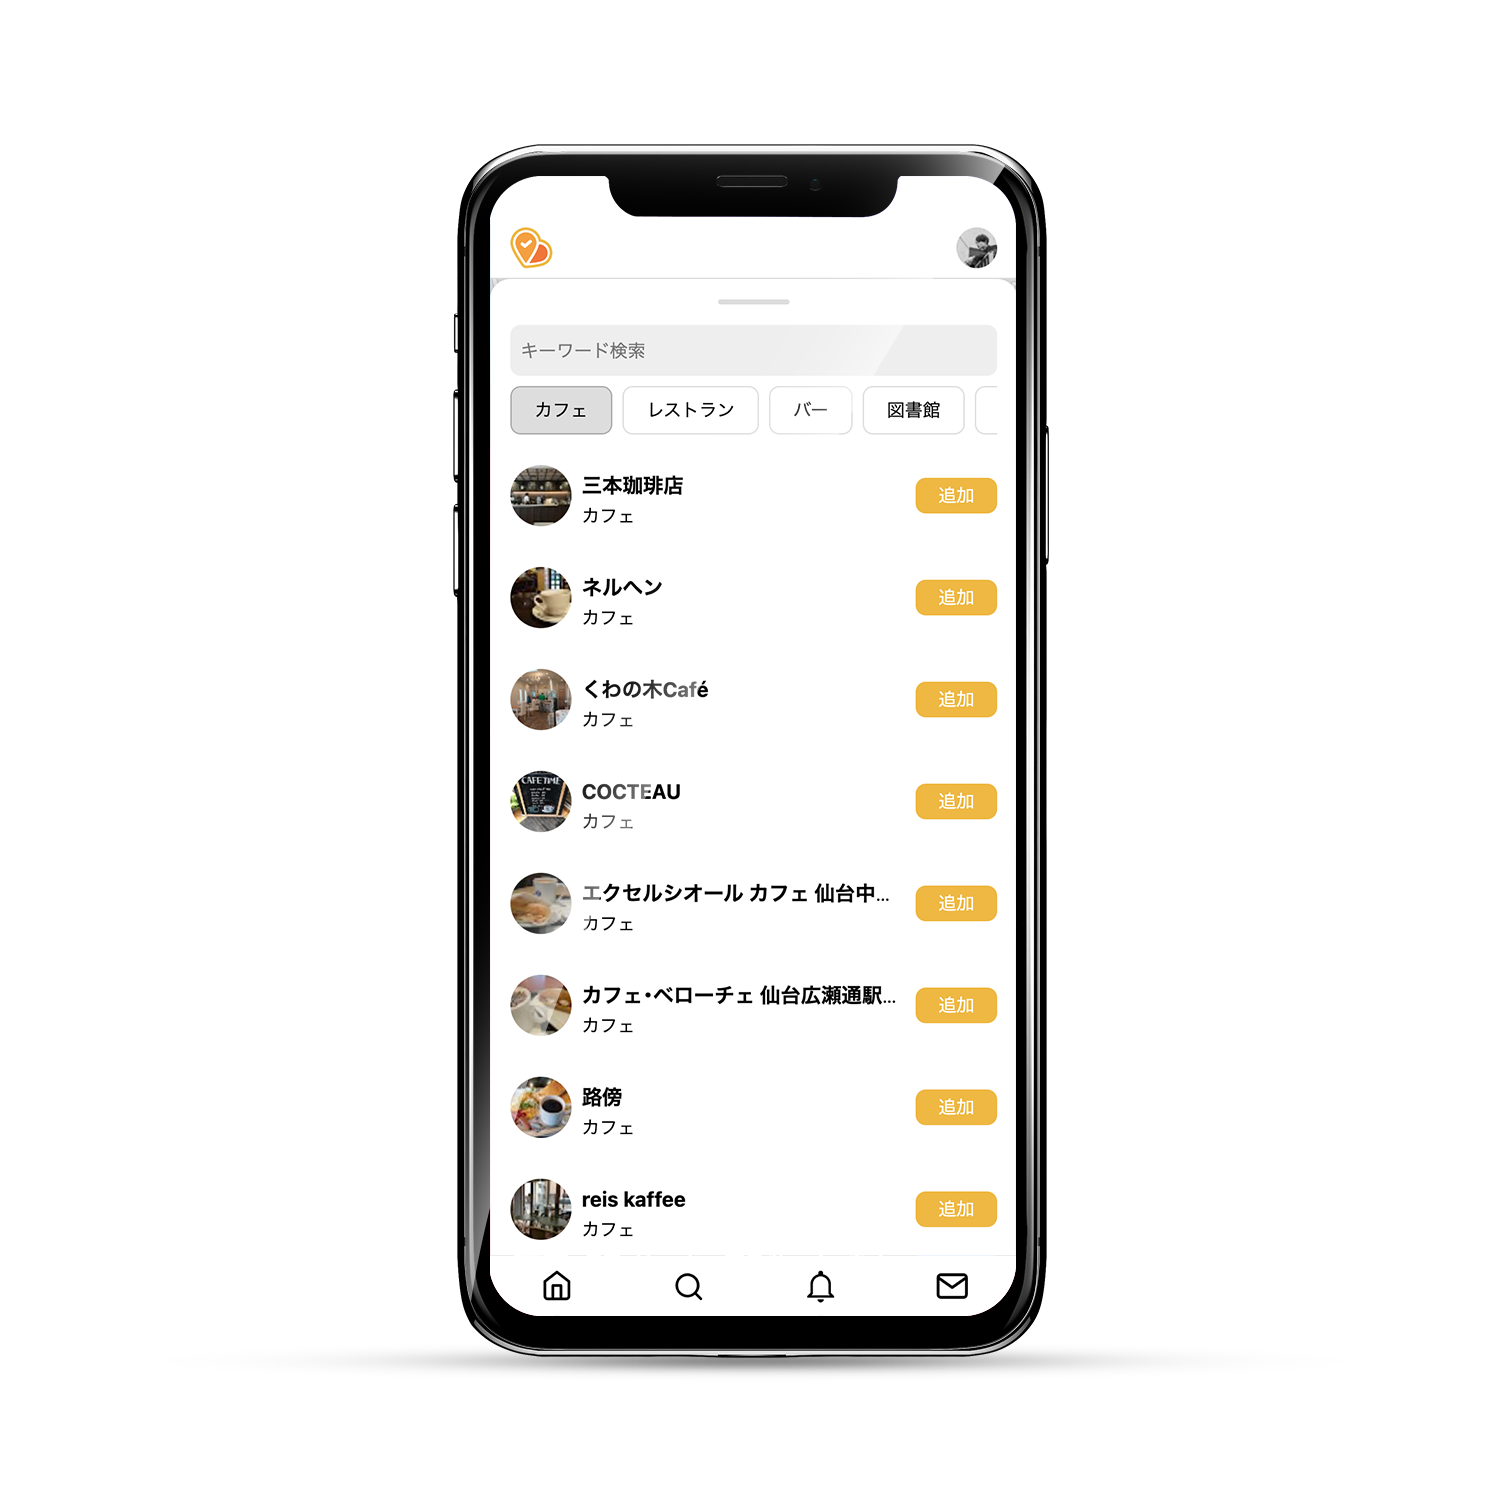 キーワード検索
カフェ
レストラン
バー
図書館
三本珈琲店
カフェ
追加
ネルヘン
カフェ
追加
くわの木Café
カフェ
追加
CAFE TIME
COCTEAU
カフェ
追加
エクセルシオール カフェ 仙台中...
カフェ
追加
カフェ・ベローチェ 仙台広瀬通駅...
カフェ
追加
路傍
カフェ
追加
reis kaffee
カフェ
追加